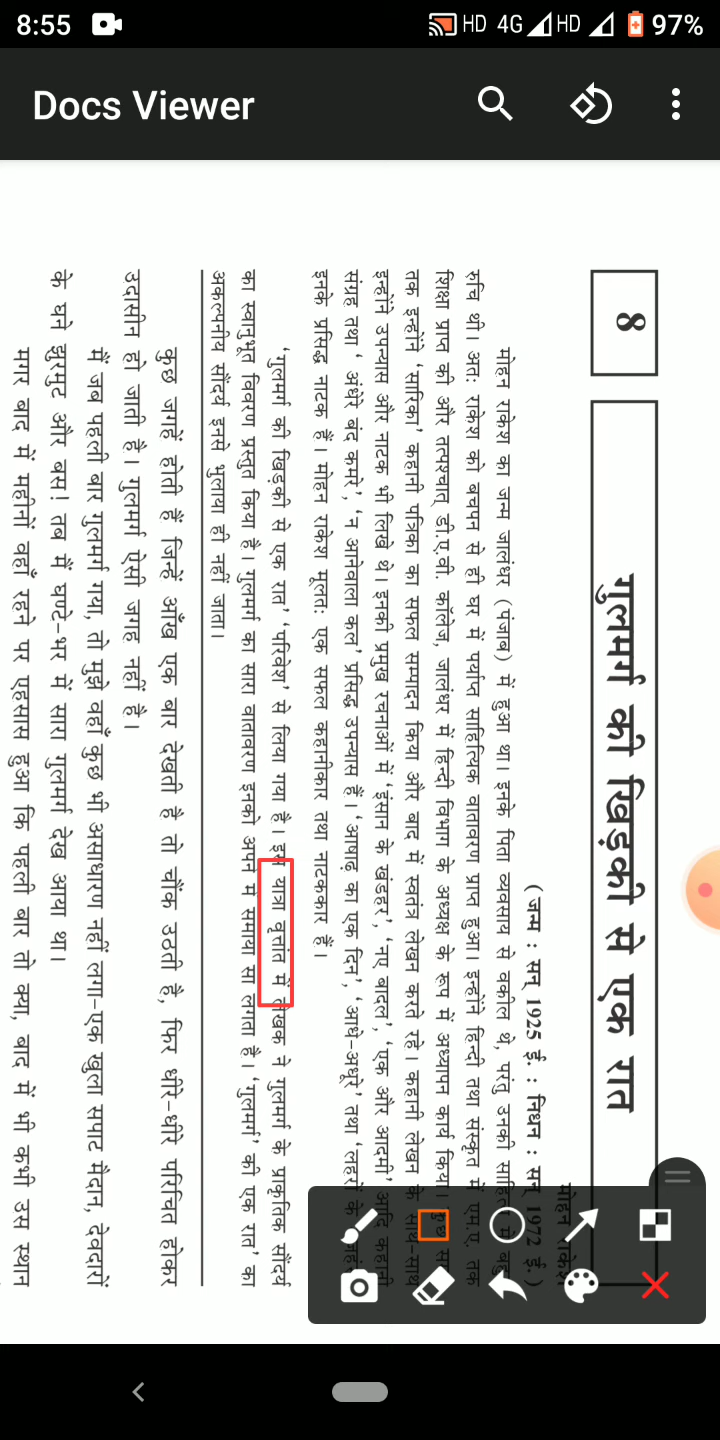 8:55
HD 4G HD 97%
Docs Viewer
8
गुलमर्ग की खिड़की से एक रात
मोहन राकेश
(जन्म : सन् 1925 ई. : निधन : सन् 1972 ई.)
मोहन राकेश का जन्म जालंधर (पंजाब) में हुआ था। इनके पिता व्यवसाय से वकील थे, परंतु उनकी साहित्य में
रुचि थी। अतः राकेश को बचपन से ही घर में पर्याप्त साहित्यिक वातावरण प्राप्त हुआ। इन्होंने हिन्दी तथा संस्कृत में एम.ए. तक
शिक्षा प्राप्त की और तत्पश्चात् डी.ए.वी. कॉलेज, जालंधर में हिन्दी विभाग के अध्यक्ष के रूप में अध्यापन कार्य किया।
तक इन्होंने 'सारिका' कहानी पत्रिका का सफल सम्पादन किया और बाद में स्वतंत्र लेखन करते रहे। कहानी लेखन के साथ-साथ
इन्होंने उपन्यास और नाटक भी लिखे थे। इनकी प्रमुख रचनाओं में 'इंसान के खंडहर', 'नए बादल', 'एक और आदमी' आदि कहानी
संग्रह तथा ' अंधेरे बंद कमरे', 'न आनेवाला कल' प्रसिद्ध उपन्यास हैं। 'आषाढ़ का एक दिन', 'आधे-अधूरे' तथा 'लहरों के
इनके प्रसिद्ध नाटक हैं। मोहन राकेश मूलतः एक सफल कहानीकार तथा नाटककार हैं।
'गुलमर्ग की खिड़की से एक रात' 'परिवेश' से लिया गया है। इस यात्रा वृत्तांत में लेखक ने गुलमर्ग के प्राकृतिक सौंदर्य
का स्वानुभूत विवरण प्रस्तुत किया है। गुलमर्ग का सारा वातावरण इनको अपने में समाया सा लगता है। 'गुलमर्ग' की एक रात' का
अकल्पनीय सौंदर्य इनसे भुलाया ही नहीं जाता।
कुछ जगहें होती हैं जिन्हें आँख एक बार देखती है तो चौंक उठती है, फिर धीरे-धीरे परिचित होकर
उदासीन हो जाती है। गुलमर्ग ऐसी जगह नहीं है।
मैं जब पहली बार गुलमर्ग गया, तो मुझे वहाँ कुछ भी असाधारण नहीं लगा-एक खुला सपाट मैदान, देवदारों
के घने झुरमुट और बस! तब मैं घण्टे-भर में सारा गुलमर्ग देख आया था।
मगर बाद में महीनों वहाँ रहने पर एहसास हुआ कि पहली बार तो क्या, बाद में भी कभी उस स्थान